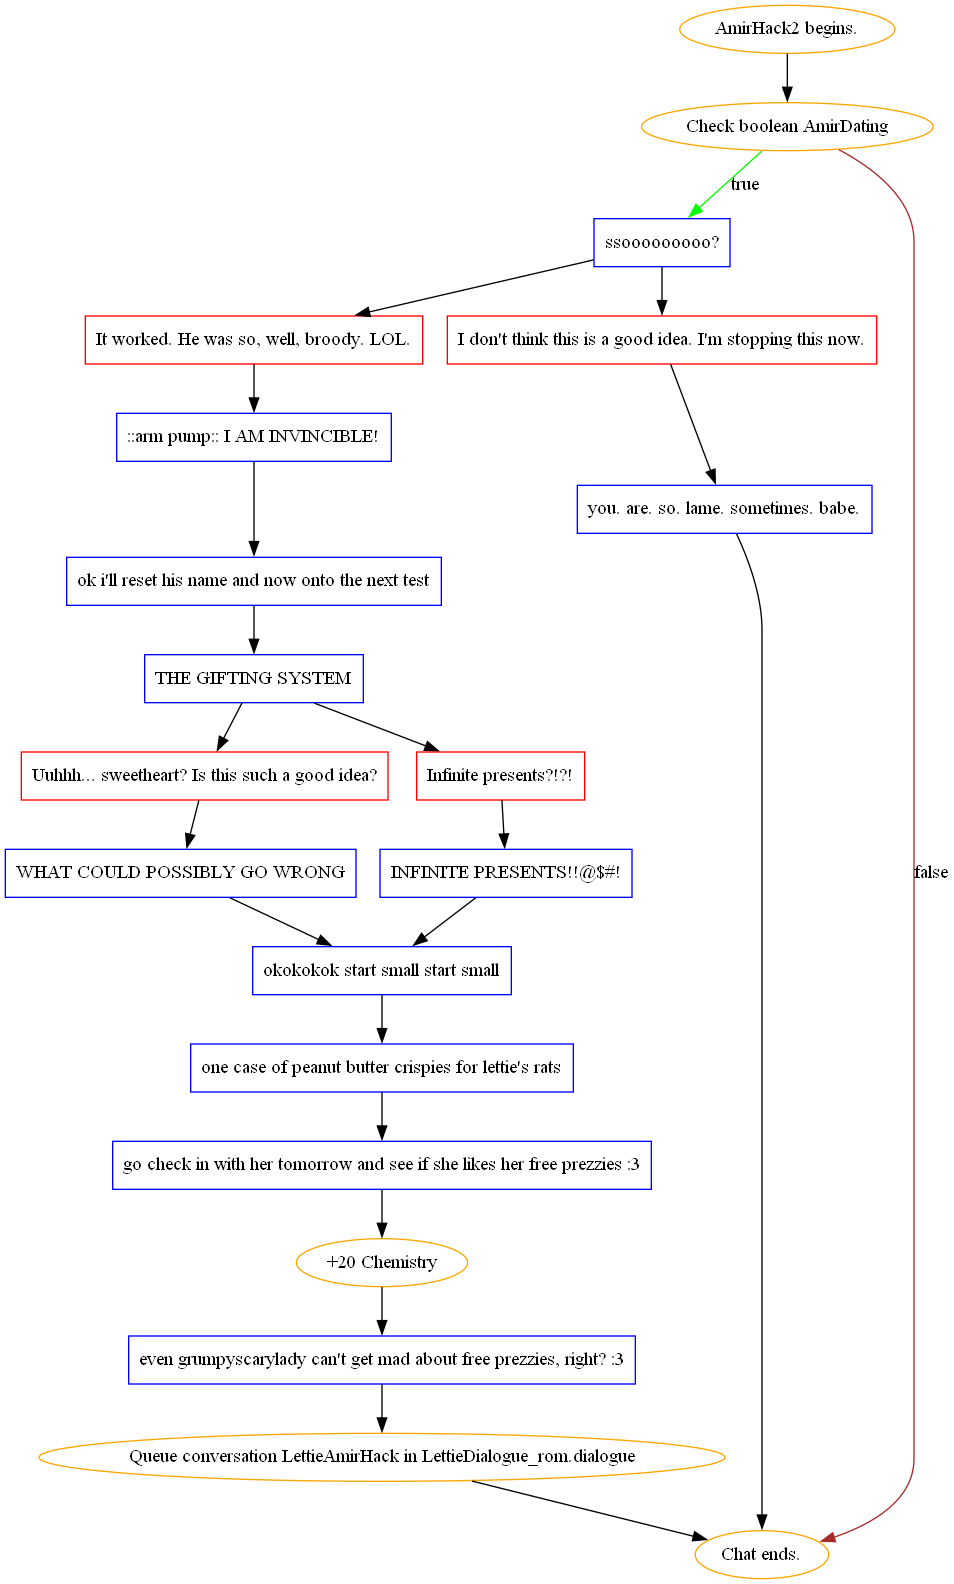 AmirHack2 begins.
Check boolean AmirDating
true
ssooooooooo?
It worked. He was so, well, broody. LOL.
I don't think this is a good idea. I'm stopping this now.
::arm pump:: I AM INVINCIBLE!
you. are. so. lame. sometimes. babe.
ok i'll reset his name and now onto the next test
THE GIFTING SYSTEM
Uuhhh... sweetheart? Is this such a good idea?
Infinite presents?!?!
WHAT COULD POSSIBLY GO WRONG
INFINITE PRESENTS!!@$#!
false
okokokok start small start small
one case of peanut butter crispies for lettie's rats
go check in with her tomorrow and see if she likes her free prezzies :3
+20 Chemistry
even grumpyscarylady can't get mad about free prezzies, right? :3
Queue conversation LettieAmirHack in LettieDialogue_rom.dialogue
Chat ends.